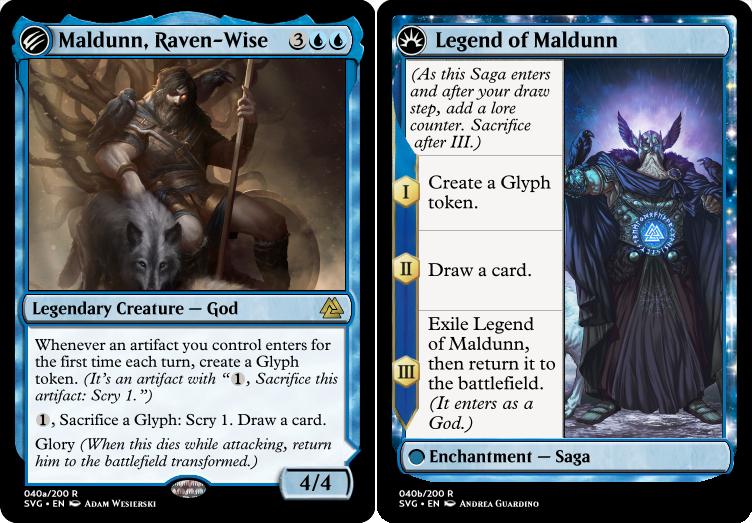 Maldunn, Raven-Wise 3
Legendary Creature — God
Whenever an artifact you control enters for
the first time each turn, create a Glyph
token. (It's an artifact with “1, Sacrifice this
artifact: Scry 1.”)
1, Sacrifice a Glyph: Scry 1. Draw a card.
Glory (When this dies while attacking, return
him to the battlefield transformed.)
4/4
040a/200 R
SVG • EN Adam Wesierski
Legend of Maldunn
(As this Saga enters
and after your draw
step, add a lore
counter. Sacrifice
after III.)
I
Create a Glyph
token.
II
Draw a card.
III
Exile Legend
of Maldunn,
then return it to
the battlefield.
(It enters as a
God.)
Enchantment — Saga
040b/200 R
SVG • EN Andrea Guardino